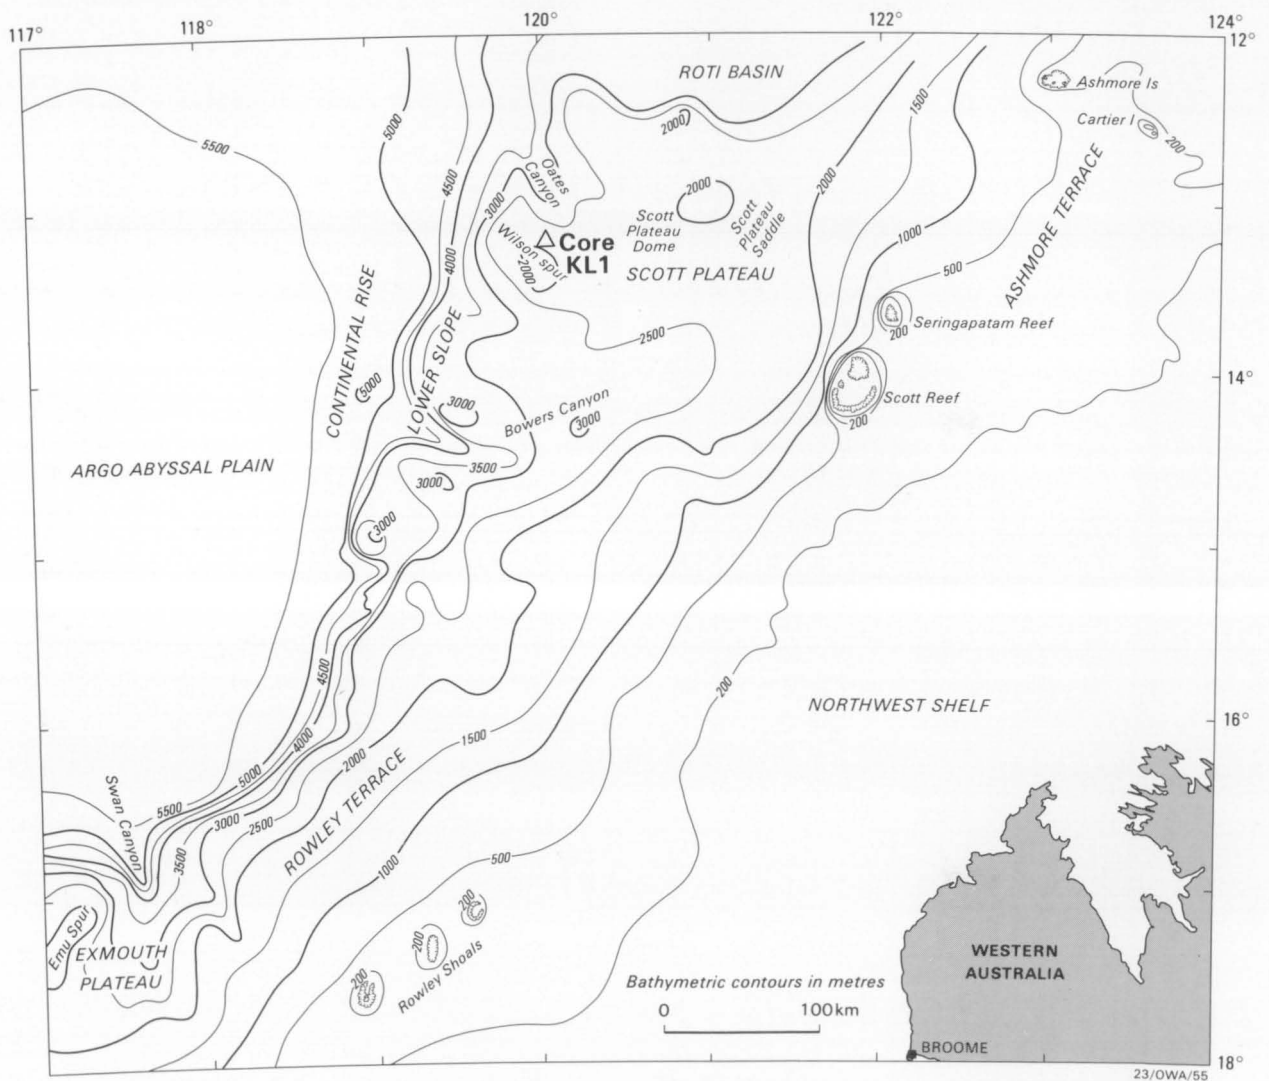 117°
118°
120°
122°
124°
12°
ROTI BASIN
Ashmore Is
Cartier I
200
1500
5000
5500
2000
4500
Oates
Canyon
2000
2000
3000
Scott
Plateau
Dome
Scott
Plateau
Saddle
ASHMORE TERRACE
1000
Wilson spur
Core
KL1
4000
2000
SCOTT PLATEAU
500
CONTINENTAL RISE
LOWER SLOPE
200
Seringapatam Reef
2500
5000
14°
3000
Bowers Canyon
3000
Scott Reef
200
ARGO ABYSSAL PLAIN
3500
3000
3000
4500
200
NORTHWEST SHELF
16°
4000
1500
2000
5000
Swan Canyon
5500
3000
2500
ROWLEY TERRACE
3500
1000
500
200
Emu Spur
EXMOUTH
PLATEAU
200
200
Rowley Shoals
WESTERN
AUSTRALIA
Bathymetric contours in metres
0 100km
BROOME
18°
23/OWA/55